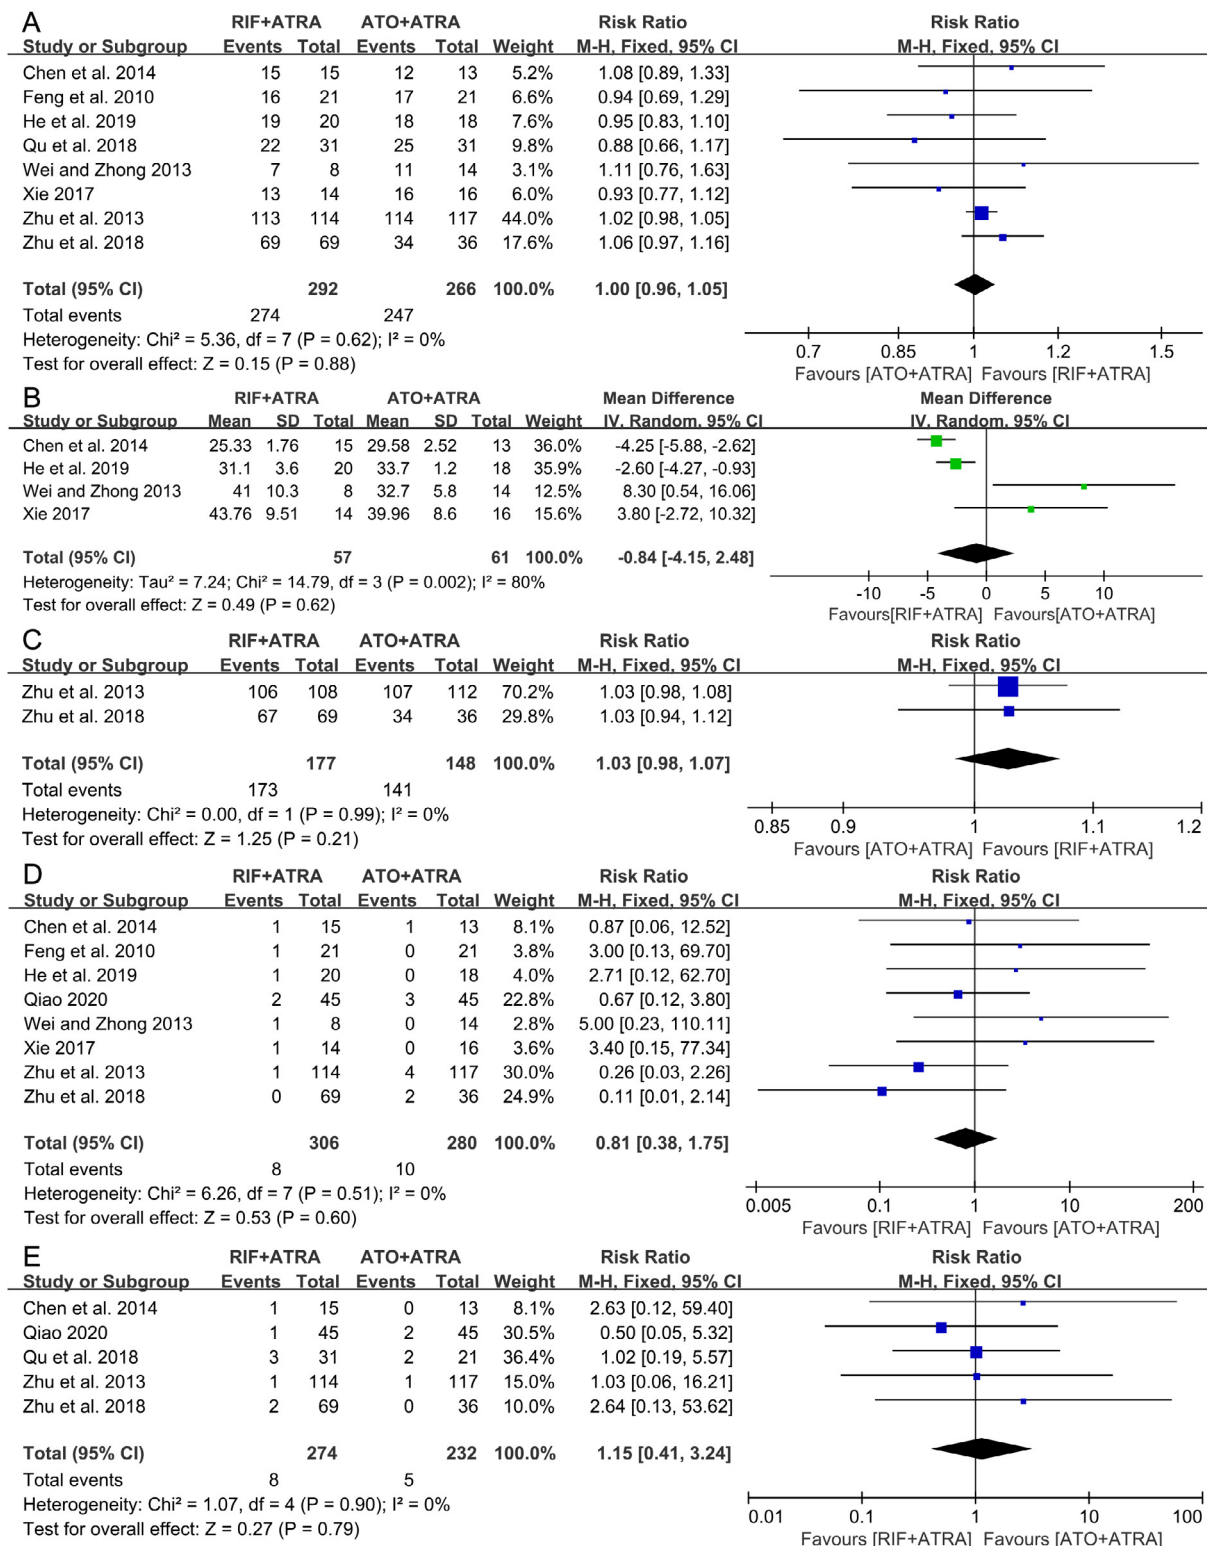 A
RIF+ATRA ATO+ATRA Risk Ratio Risk Ratio
Study or Subgroup Events Total Events Total Weight M-H, Fixed, 95% CI M-H, Fixed, 95% CI
Chen et al. 2014 15 15 12 13 5.2% 1.08 [0.89, 1.33]
Feng et al. 2010 16 21 17 21 6.6% 0.94 [0.69, 1.29]
He et al. 2019 19 20 18 18 7.6% 0.95 [0.83, 1.10]
Qu et al. 2018 22 31 25 31 9.8% 0.88 [0.66, 1.17]
Wei and Zhong 2013 7 8 11 14 3.1% 1.11 [0.76, 1.63]
Xie 2017 13 14 16 16 6.0% 0.93 [0.77, 1.12]
Zhu et al. 2013 113 114 114 117 44.0% 1.02 [0.98, 1.05]
Zhu et al. 2018 69 69 34 36 17.6% 1.06 [0.97, 1.16]
Total (95% CI) 292 266 100.0% 1.00 [0.96, 1.05]
Total events 274 247
Heterogeneity: Chi² = 5.36, df = 7 (P = 0.62); I² = 0%
Test for overall effect: Z = 0.15 (P = 0.88)
0.7 0.85 1 1.2 1.5
Favours [ATO+ATRA] Favours [RIF+ATRA]
B
RIF+ATRA ATO+ATRA Mean Difference Mean Difference
Study or Subgroup Mean SD Total Mean SD Total Weight IV, Random, 95% CI IV, Random, 95% CI
Chen et al. 2014 25.33 1.76 15 29.58 2.52 13 36.0% -4.25 [-5.88, -2.62]
He et al. 2019 31.1 3.6 20 33.7 1.2 18 35.9% -2.60 [-4.27, -0.93]
Wei and Zhong 2013 41 10.3 8 32.7 5.8 14 12.5% 8.30 [0.54, 16.06]
Xie 2017 43.76 9.51 14 39.96 8.6 16 15.6% 3.80 [-2.72, 10.32]
Total (95% CI) 57 61 100.0% -0.84 [-4.15, 2.48]
Heterogeneity: Tau² = 7.24; Chi² = 14.79, df = 3 (P = 0.002); I² = 80%
Test for overall effect: Z = 0.49 (P = 0.62)
-10 -5 0 5 10
Favours[RIF+ATRA] Favours[ATO+ATRA]
C
RIF+ATRA ATO+ATRA Risk Ratio Risk Ratio
Study or Subgroup Events Total Events Total Weight M-H, Fixed, 95% CI M-H, Fixed, 95% CI
Zhu et al. 2013 106 108 107 112 70.2% 1.03 [0.98, 1.08]
Zhu et al. 2018 67 69 34 36 29.8% 1.03 [0.94, 1.12]
Total (95% CI) 177 148 100.0% 1.03 [0.98, 1.07]
Total events 173 141
Heterogeneity: Chi² = 0.00, df = 1 (P = 0.99); I² = 0%
Test for overall effect: Z = 1.25 (P = 0.21)
0.85 0.9 1 1.1 1.2
Favours [ATO+ATRA] Favours [RIF+ATRA]
D
RIF+ATRA ATO+ATRA Risk Ratio Risk Ratio
Study or Subgroup Events Total Events Total Weight M-H, Fixed, 95% CI M-H, Fixed, 95% CI
Chen et al. 2014 1 15 1 13 8.1% 0.87 [0.06, 12.52]
Feng et al. 2010 1 21 0 21 3.8% 3.00 [0.13, 69.70]
He et al. 2019 1 20 0 18 4.0% 2.71 [0.12, 62.70]
Qiao 2020 2 45 3 45 22.8% 0.67 [0.12, 3.80]
Wei and Zhong 2013 1 8 0 14 2.8% 5.00 [0.23, 110.11]
Xie 2017 1 14 0 16 3.6% 3.40 [0.15, 77.34]
Zhu et al. 2013 1 114 4 117 30.0% 0.26 [0.03, 2.26]
Zhu et al. 2018 0 69 2 36 24.9% 0.11 [0.01, 2.14]
Total (95% CI) 306 280 100.0% 0.81 [0.38, 1.75]
Total events 8 10
Heterogeneity: Chi² = 6.26, df = 7 (P = 0.51); I² = 0%
Test for overall effect: Z = 0.53 (P = 0.60)
0.005 0.1 1 10 200
Favours [RIF+ATRA] Favours [ATO+ATRA]
E
RIF+ATRA ATO+ATRA Risk Ratio Risk Ratio
Study or Subgroup Events Total Events Total Weight M-H, Fixed, 95% CI M-H, Fixed, 95% CI
Chen et al. 2014 1 15 0 13 8.1% 2.63 [0.12, 59.40]
Qiao 2020 1 45 2 45 30.5% 0.50 [0.05, 5.32]
Qu et al. 2018 3 31 2 21 36.4% 1.02 [0.19, 5.57]
Zhu et al. 2013 1 114 1 117 15.0% 1.03 [0.06, 16.21]
Zhu et al. 2018 2 69 0 36 10.0% 2.64 [0.13, 53.62]
Total (95% CI) 274 232 100.0% 1.15 [0.41, 3.24]
Total events 8 5
Heterogeneity: Chi² = 1.07, df = 4 (P = 0.90); I² = 0%
Test for overall effect: Z = 0.27 (P = 0.79)
0.01 0.1 1 10 100
Favours [RIF+ATRA] Favours [ATO+ATRA]